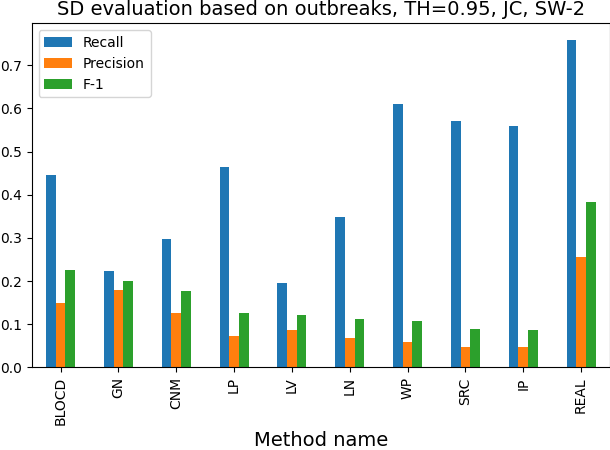 SD evaluation based on outbreaks, TH=0.95, JC, SW-2
Recall
Precision
F-1
0.7
0.6
0.5
0.4
0.3
0.2
0.1
0.0
BLOCD
GN
CNM
LP
LV
LN
WP
SRC
IP
REAL
Method name